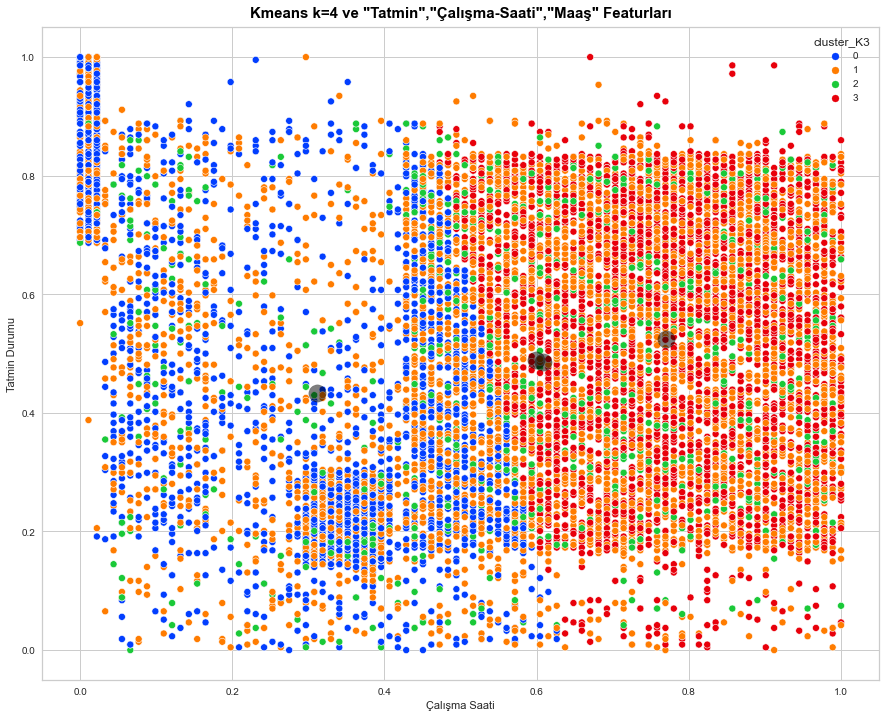 Kmeans k=4 ve "Tatmin","Çalışma-Saati","Maaş" Featurları
cluster_K3
0
1
2
3
1.0
0.8
0.6
0.4
0.2
0.0
Tatmin Durumu
0.0 0.2 0.4 0.6 0.8 1.0
Çalışma Saati